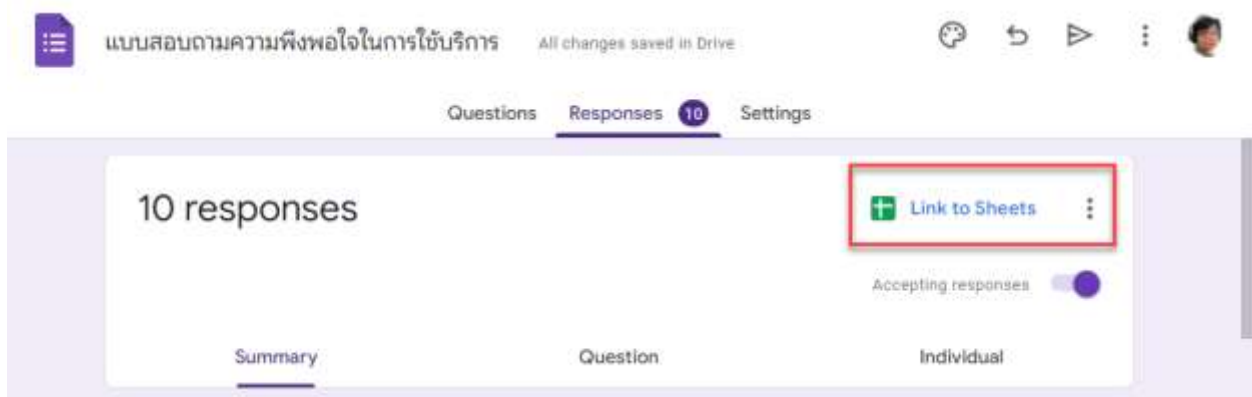 แบบสอบถามความพึงพอใจในการใช้บริการ All changes saved in Drive
Questions Responses 10 Settings
10 responses
Link to Sheets
Accepting responses
Summary Question Individual